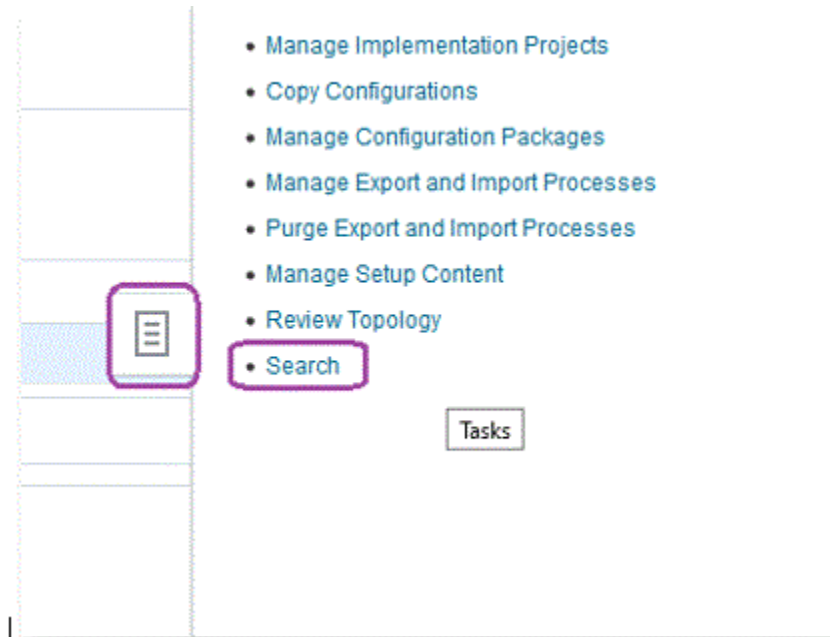 Manage Implementation Projects
Copy Configurations
Manage Configuration Packages
Manage Export and Import Processes
Purge Export and Import Processes
Manage Setup Content
Review Topology
Search
Tasks